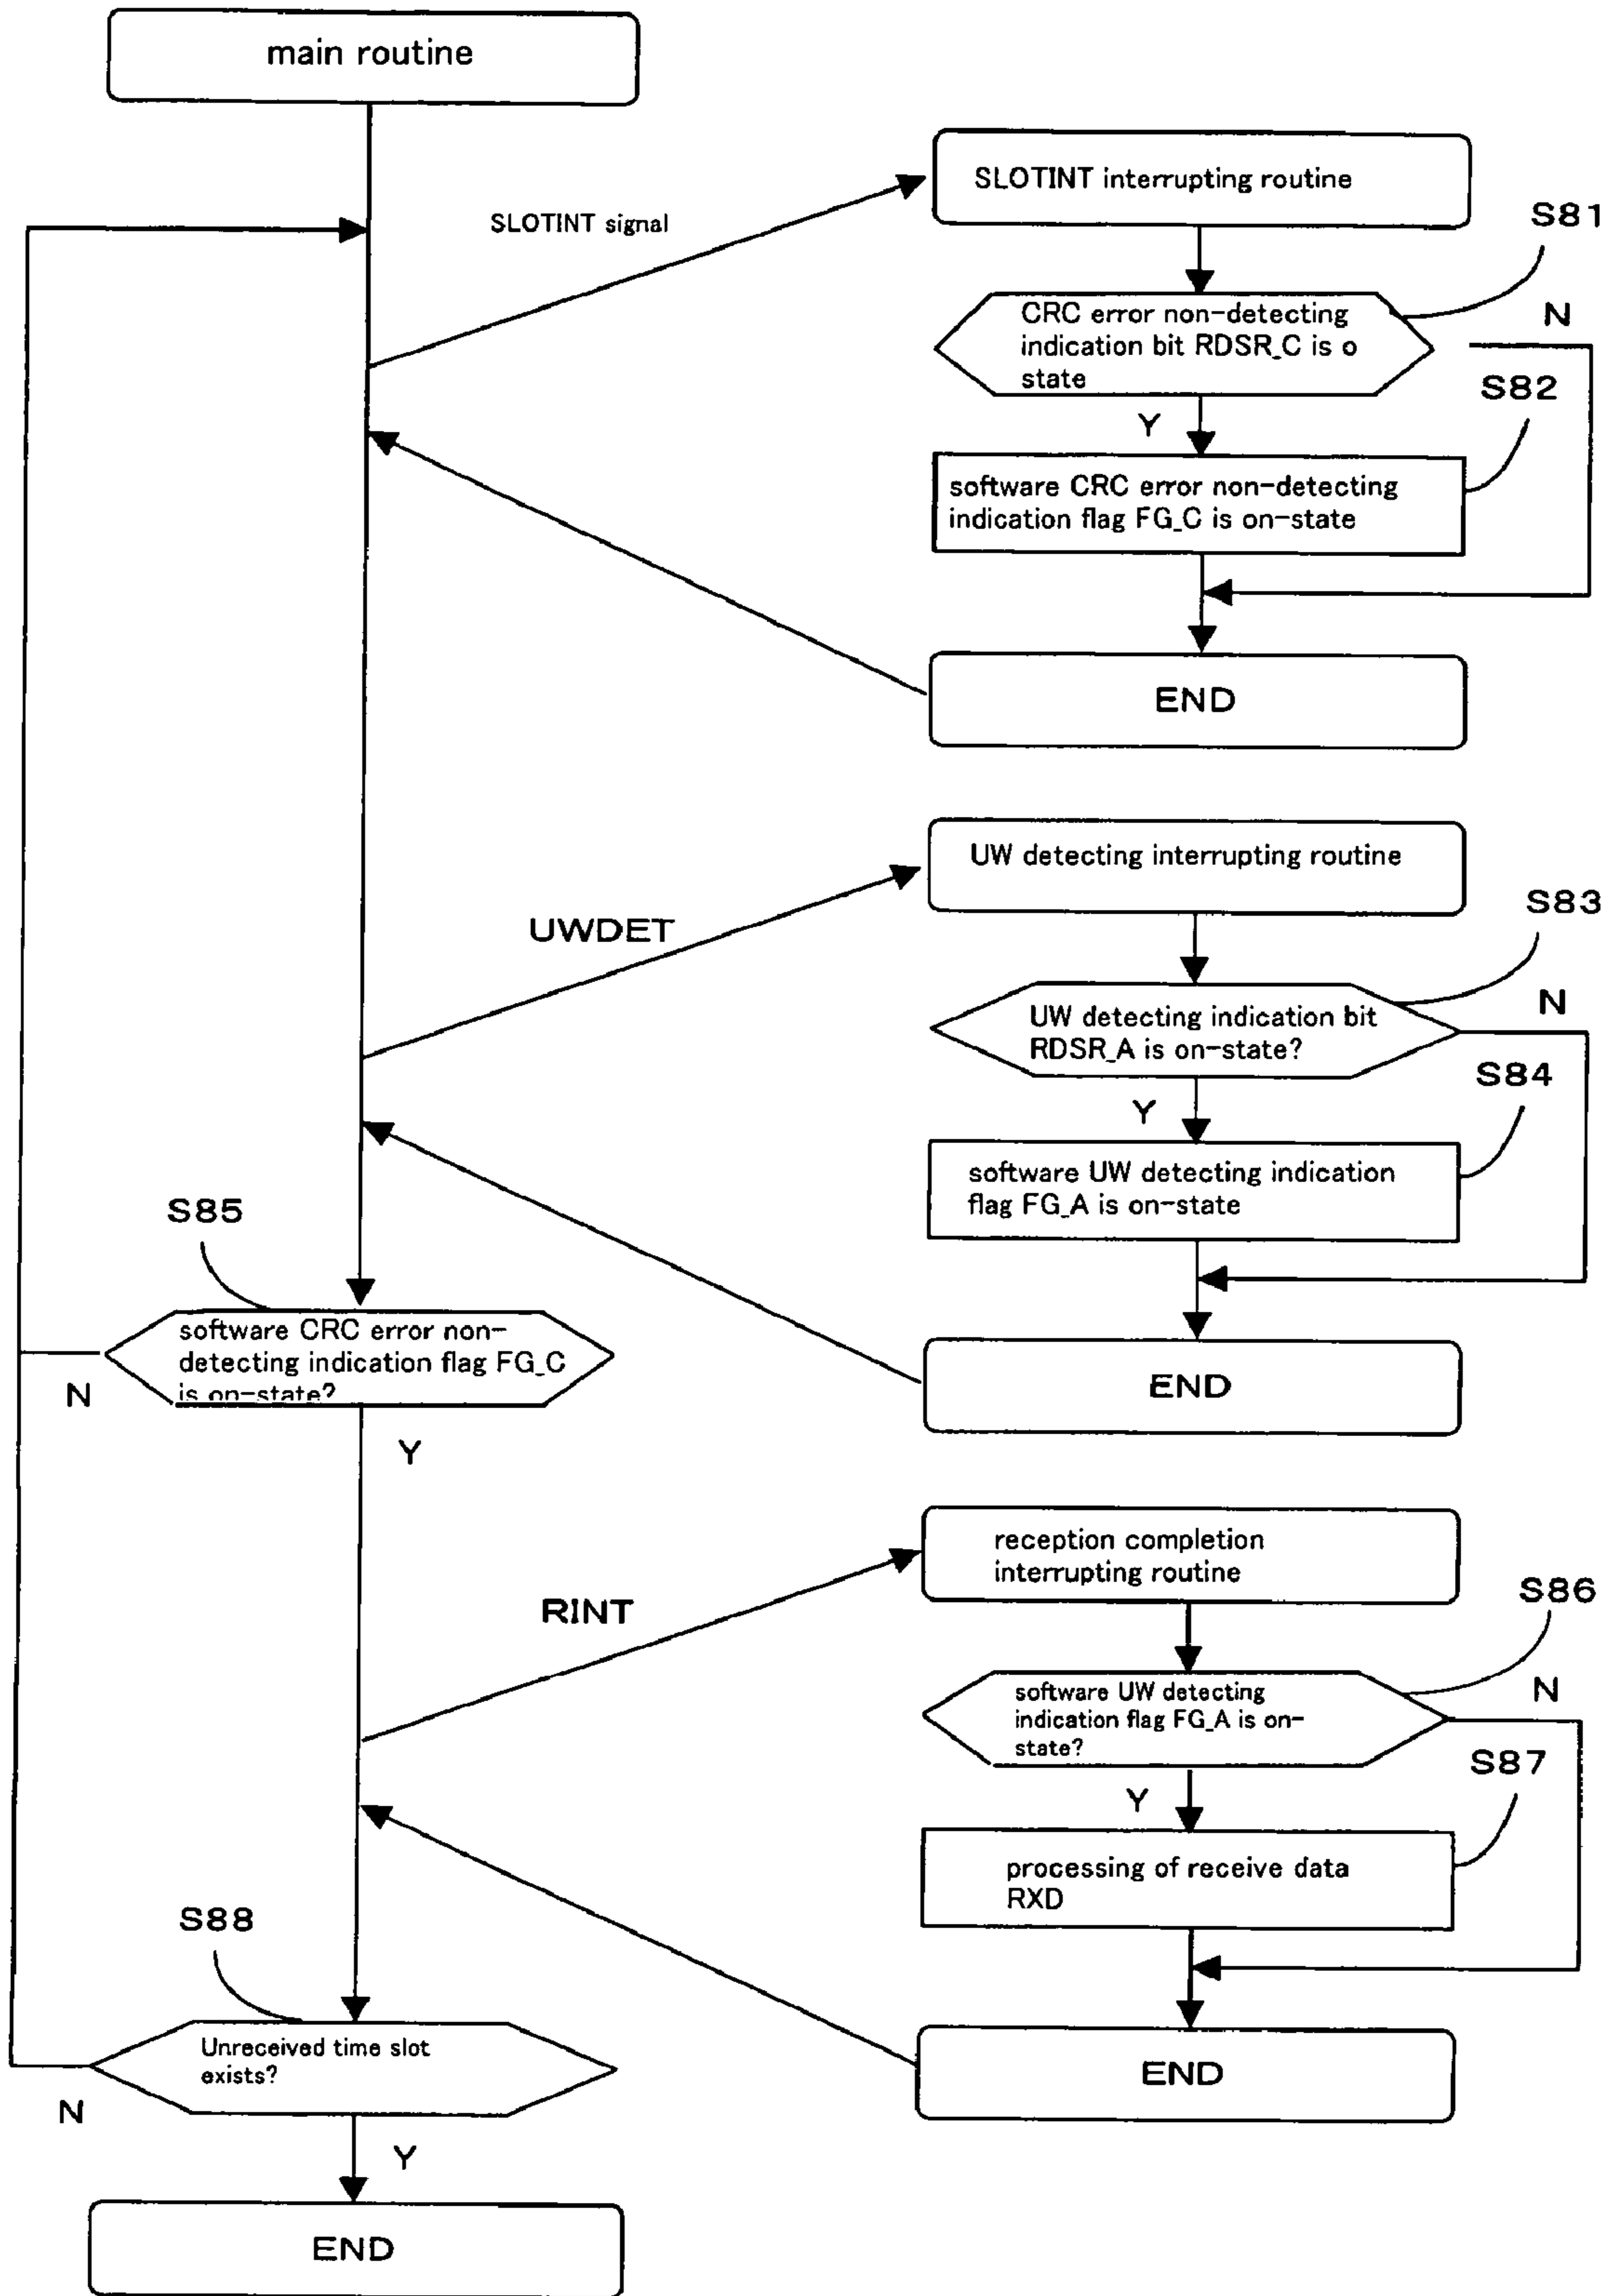 main routine
SLOTINT interrupting routine
SLOTINT signal
S81
CRC error non-detecting
indication bit RDSR_C is o
state
N
Y
S82
software CRC error non-detecting
indication flag FG_C is on-state
END
UW detecting interrupting routine
UWDET
S83
UW detecting indication bit
RDSR_A is on-state?
N
Y
S84
software UW detecting indication
flag FG_A is on-state
END
S85
software CRC error non-
detecting indication flag FG_C
is on-state?
N
Y
reception completion
interrupting routine
RINT
S86
software UW detecting
indication flag FG_A is on-
state?
N
Y
S87
processing of receive data
RXD
END
S88
Unreceived time slot
exists?
N
Y
END